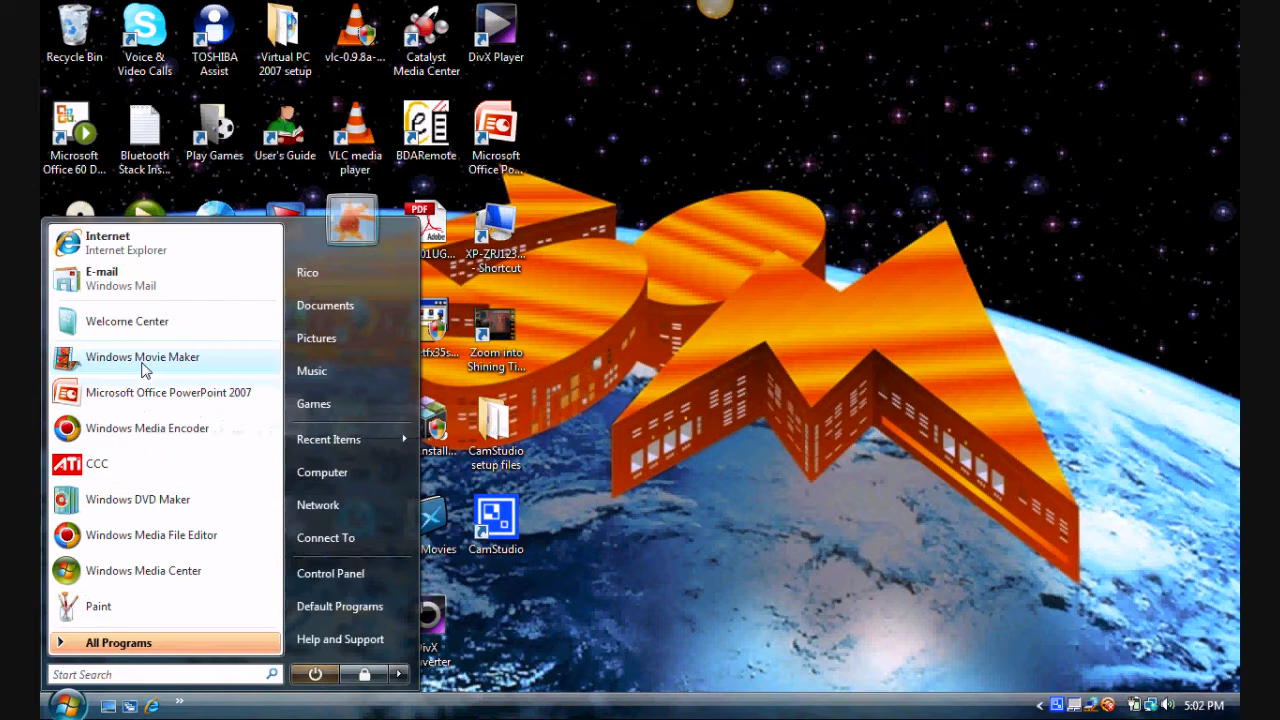 Recycle Bin
Voice &
Video Calls
TOSHIBA
Assist
Virtual PC
2007 setup
vlc-0.9.8a-...
Catalyst
Media Center
DivX Player
Microsoft
Office 60 D...
Bluetooth
Stack Ins...
Play Games
User's Guide
VLC media
player
BDARemote
Microsoft
Office Po...
PDF
Adobe
XP-ZRJ123...
- Shortcut
Zoom into
Shining Ti...
CamStudio
setup files
Movies
CamStudio
Internet
Internet Explorer
E-mail
Windows Mail
Welcome Center
Windows Movie Maker
Microsoft Office PowerPoint 2007
Windows Media Encoder
ATI
CCC
Windows DVD Maker
Windows Media File Editor
Windows Media Center
Paint
All Programs
Start Search
Rico
Documents
Pictures
Music
Games
Recent Items
Computer
Network
Connect To
Control Panel
Default Programs
Help and Support
5:02 PM